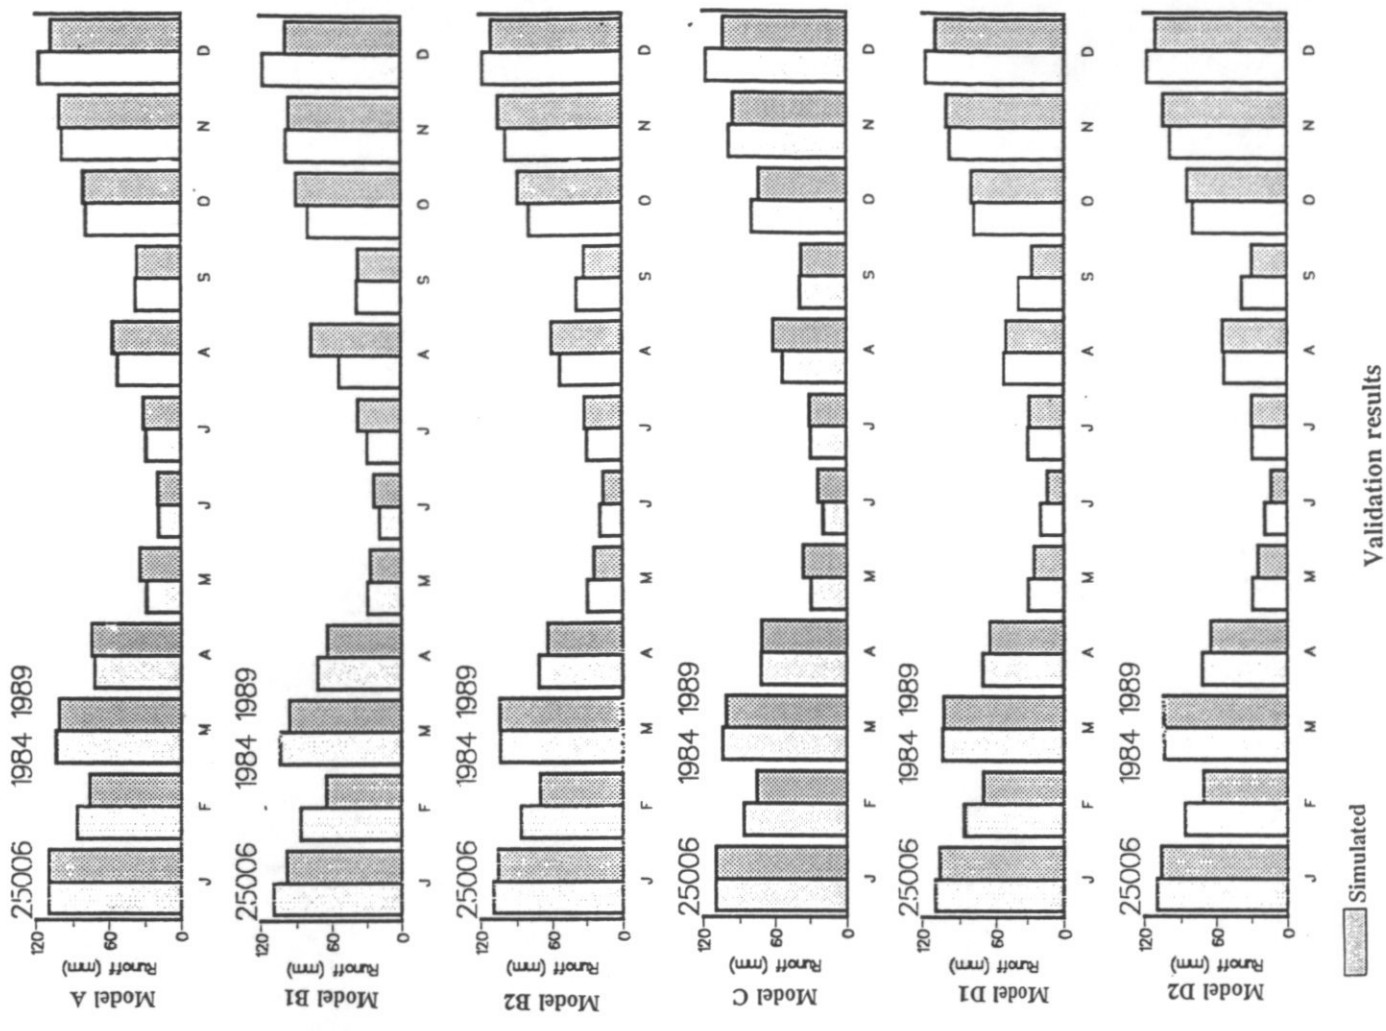 25006 1984 1989
Model A
Runoff (mm)
120
60
0
J F M A M J J A S O N D
25006 1984 1989
Model B1
Runoff (mm)
120
60
0
J F M A M J J A S O N D
25006 1984 1989
Model B2
Runoff (mm)
120
60
0
J F M A M J J A S O N D
25006 1984 1989
Model C
Runoff (mm)
120
60
0
J F M A M J J A S O N D
25006 1984 1989
Model D1
Runoff (mm)
120
60
0
J F M A M J J A S O N D
25006 1984 1989
Model D2
Runoff (mm)
120
60
0
J F M A M J J A S O N D
Simulated
Validation results